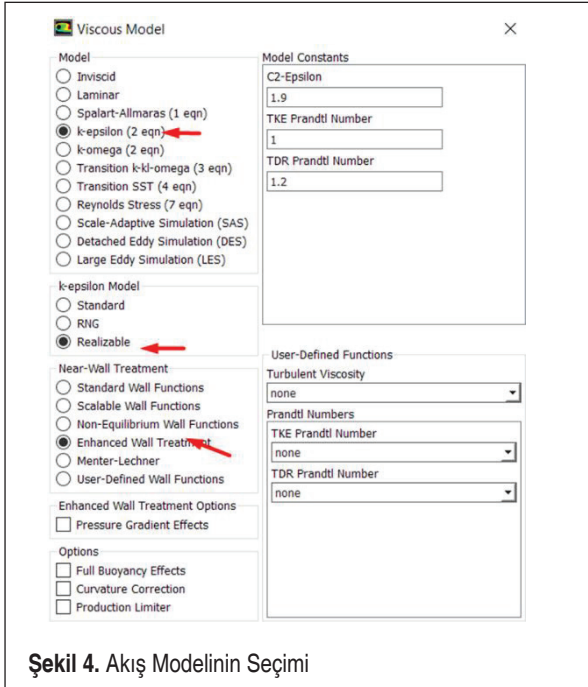 Viscous Model
Model
Inviscid
Laminar
Spalart-Allmaras (1 eqn)
k-epsilon (2 eqn)
k-omega (2 eqn)
Transition k-kl-omega (3 eqn)
Transition SST (4 eqn)
Reynolds Stress (7 eqn)
Scale-Adaptive Simulation (SAS)
Detached Eddy Simulation (DES)
Large Eddy Simulation (LES)
k-epsilon Model
Standard
RNG
Realizable
Near-Wall Treatment
Standard Wall Functions
Scalable Wall Functions
Non-Equilibrium Wall Functions
Enhanced Wall Treatment
Menter-Lechner
User-Defined Wall Functions
Enhanced Wall Treatment Options
Pressure Gradient Effects
Options
Full Buoyancy Effects
Curvature Correction
Production Limiter
Model Constants
C2-Epsilon
1.9
TKE Prandtl Number
1
TDR Prandtl Number
1.2
User-Defined Functions
Turbulent Viscosity
none
Prandtl Numbers
TKE Prandtl Number
none
TDR Prandtl Number
none
Şekil 4. Akış Modelinin Seçimi